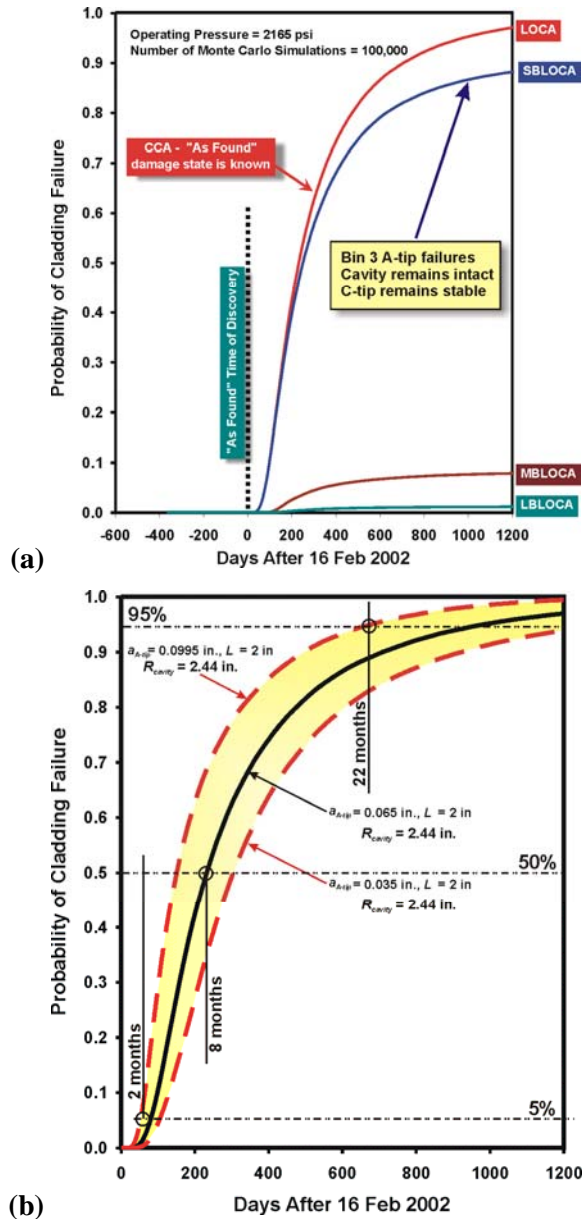 Operating Pressure = 2165 psi
Number of Monte Carlo Simulations = 100,000
LOCA
SBLOCA
CCA - "As Found"
damage state is known
Bin 3 A-tip failures
Cavity remains intact
C-tip remains stable
"As Found" Time of Discovery
MBLOCA
LBLOCA
Probability of Cladding Failure
1.0
0.9
0.8
0.7
0.6
0.5
0.4
0.3
0.2
0.1
0.0
-600 -400 -200 0 200 400 600 800 1000 1200
Days After 16 Feb 2002
(a)
95%
a_A-tip = 0.0995 in., L = 2 in
R_cavity = 2.44 in.
22 months
a_A-tip = 0.065 in., L = 2 in
R_cavity = 2.44 in.
50%
a_A-tip = 0.035 in., L = 2 in
R_cavity = 2.44 in.
2 months
8 months
5%
Probability of Cladding Failure
1.0
0.9
0.8
0.7
0.6
0.5
0.4
0.3
0.2
0.1
0.0
0 200 400 600 800 1000 1200
Days After 16 Feb 2002
(b)